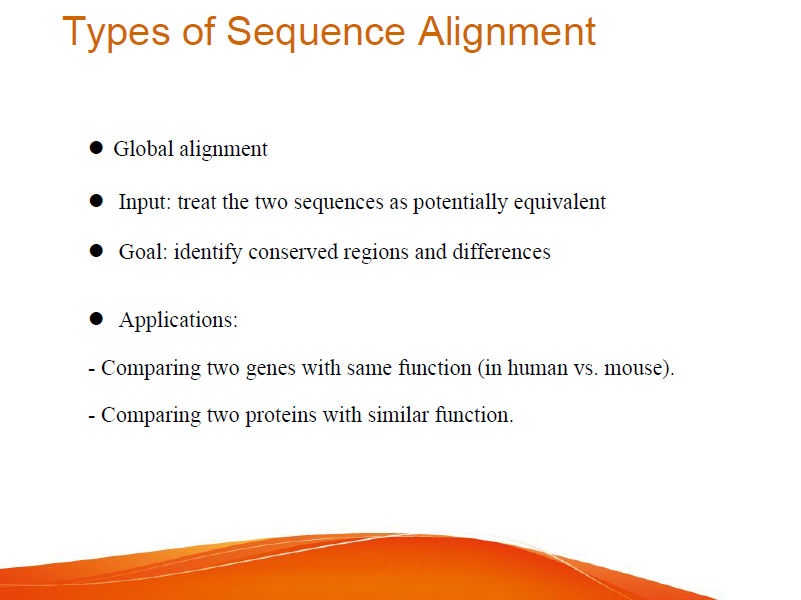 Types of Sequence Alignment
● Global alignment
● Input: treat the two sequences as potentially equivalent
● Goal: identify conserved regions and differences
● Applications:
- Comparing two genes with same function (in human vs. mouse).
- Comparing two proteins with similar function.